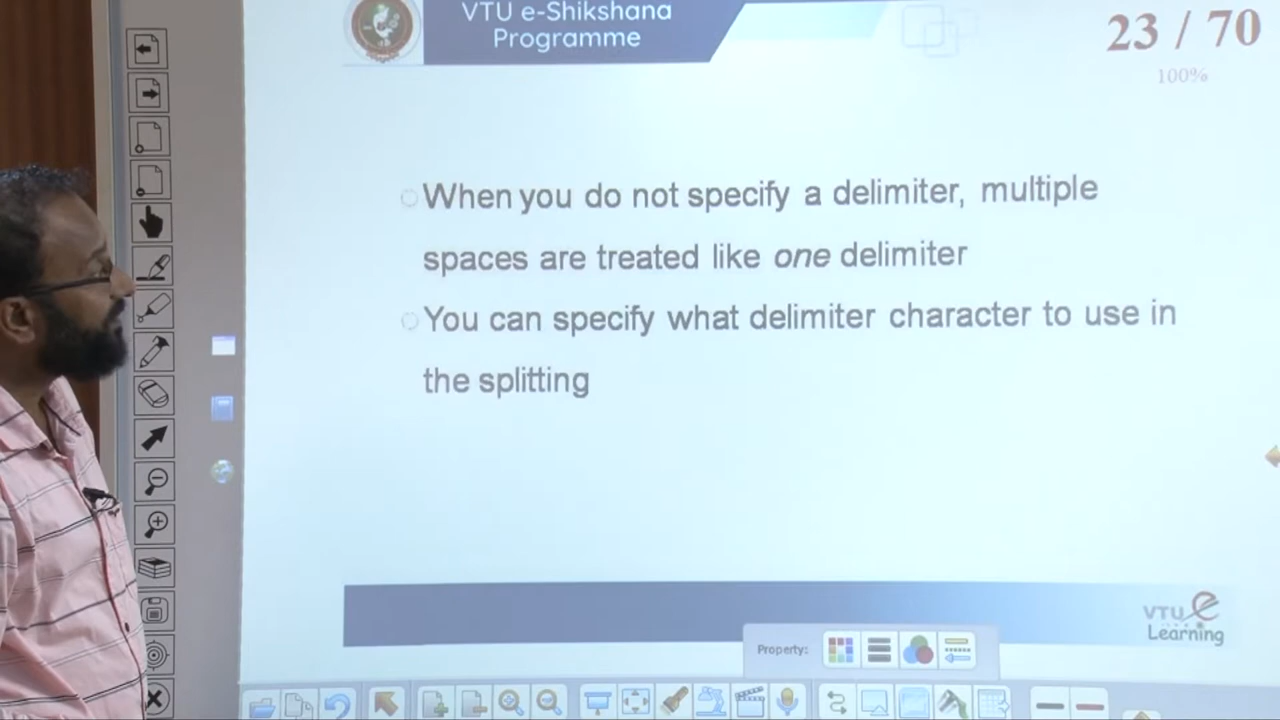 VTU e-Shikshana
Programme
23 / 70
100%
When you do not specify a delimiter, multiple
spaces are treated like one delimiter
You can specify what delimiter character to use in
the splitting
VTU e
Learning
Property: